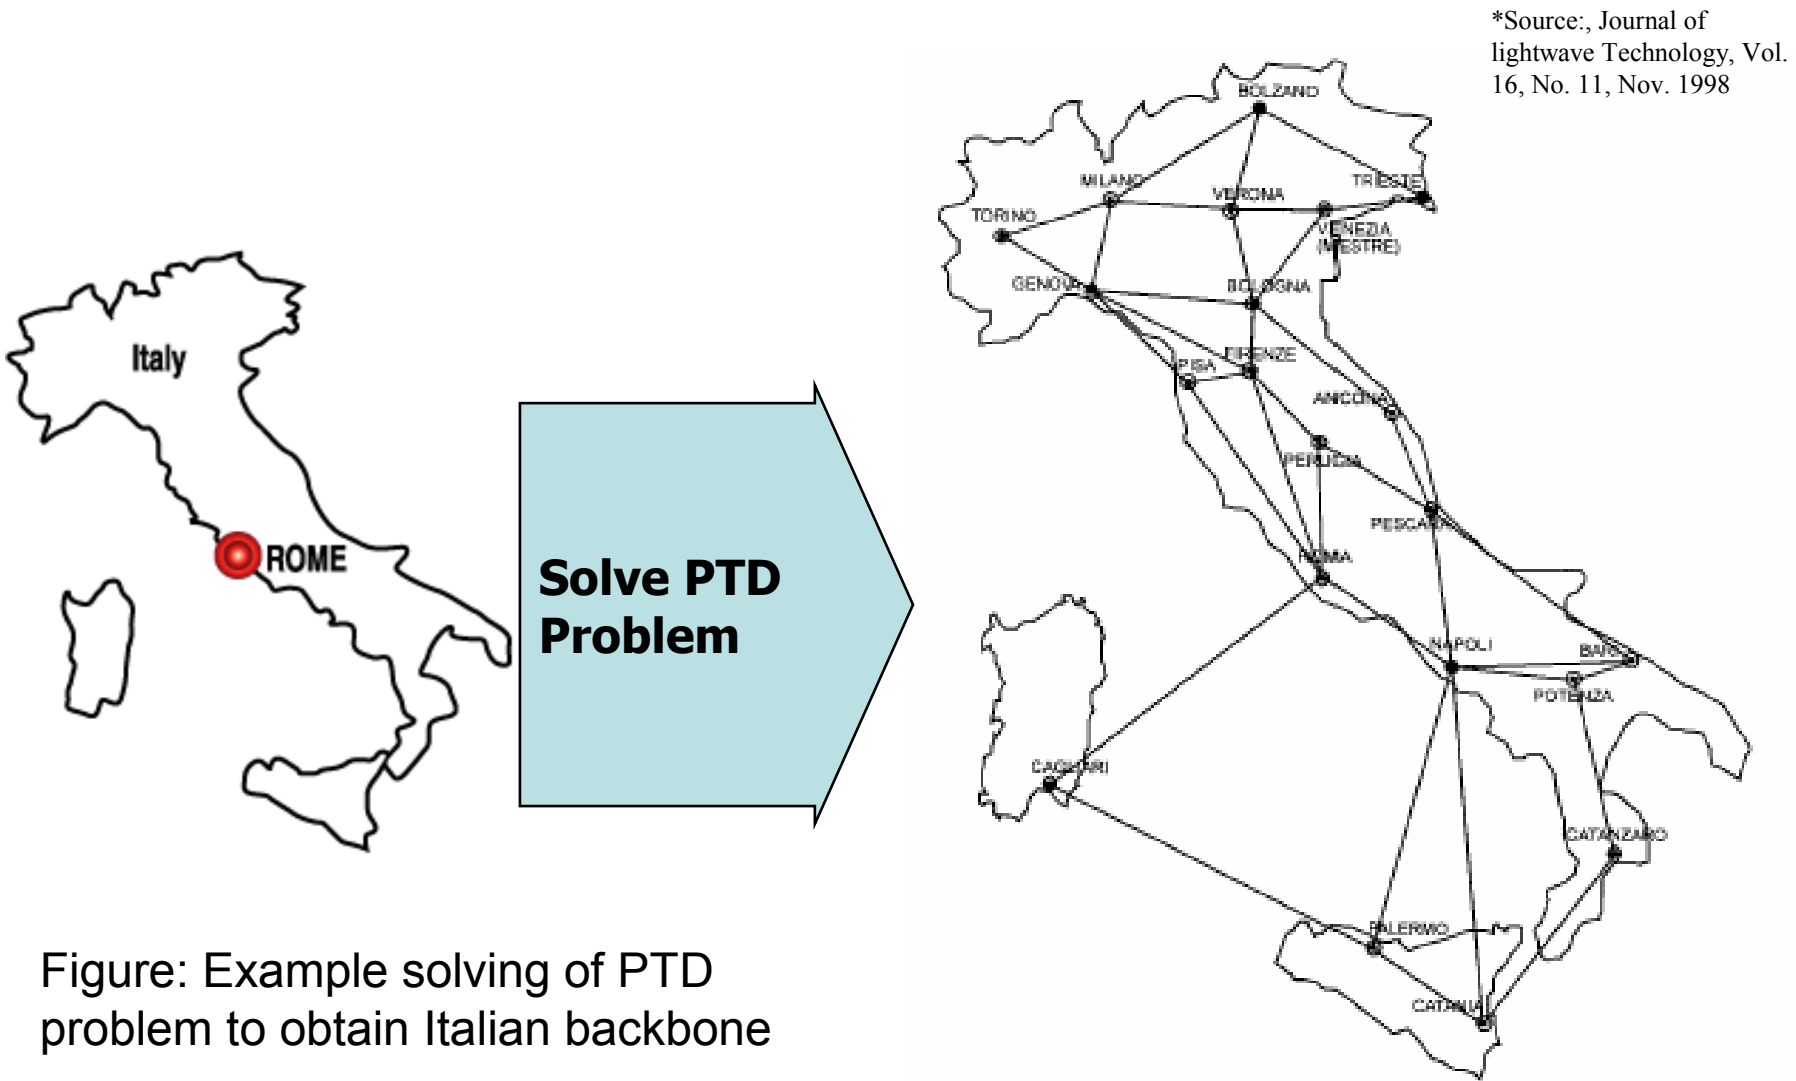 *Source:, Journal of
lightwave Technology, Vol.
16, No. 11, Nov. 1998
BOLZANO
MILANO
VERONA
TRIESTE
TORINO
VENEZIA
(MESTRE)
GENOVA
BOLOGNA
Italy
FIRENZE
PISA
ANCONA
PERUGIA
PESCARA
ROME
ROMA
Solve PTD
Problem
NAPOLI
BARI
POTENZA
CAGLIARI
CATANZARO
PALERMO
CATANIA
Figure: Example solving of PTD
problem to obtain Italian backbone